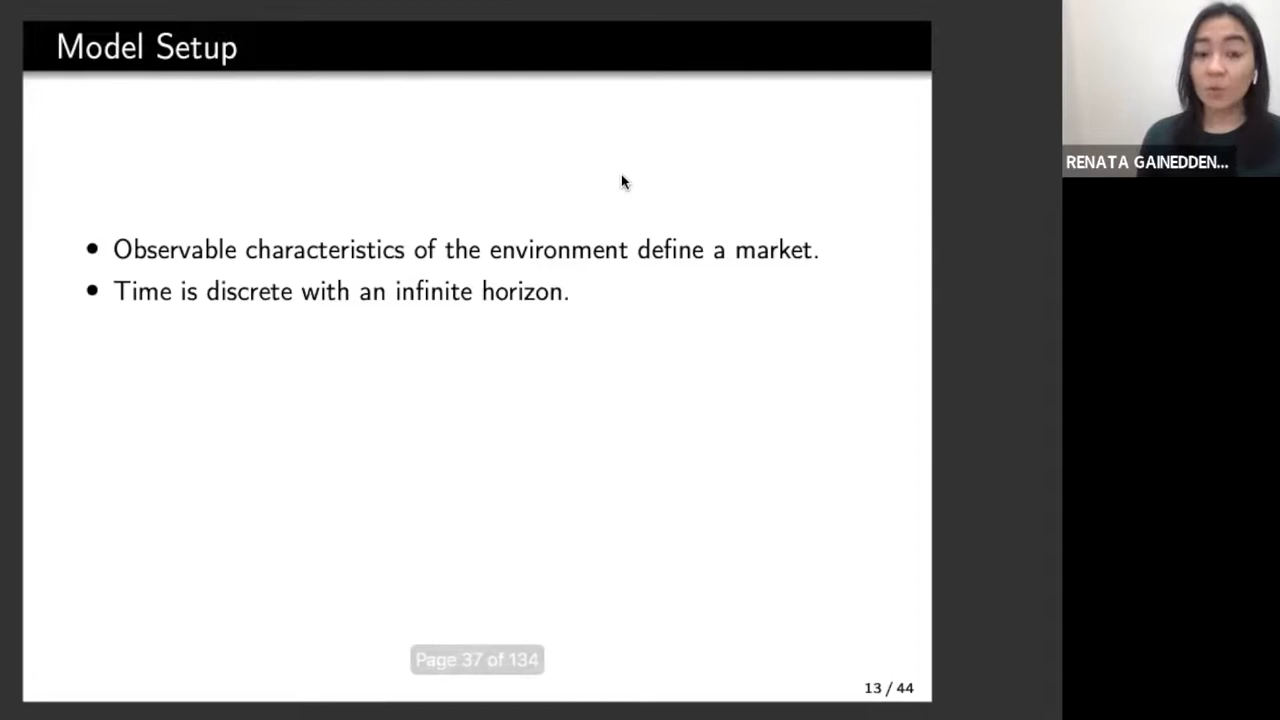 Model Setup
• Observable characteristics of the environment define a market.
• Time is discrete with an infinite horizon.
Page 37 of 134
13 / 44
RENATA GAINEDDEN...